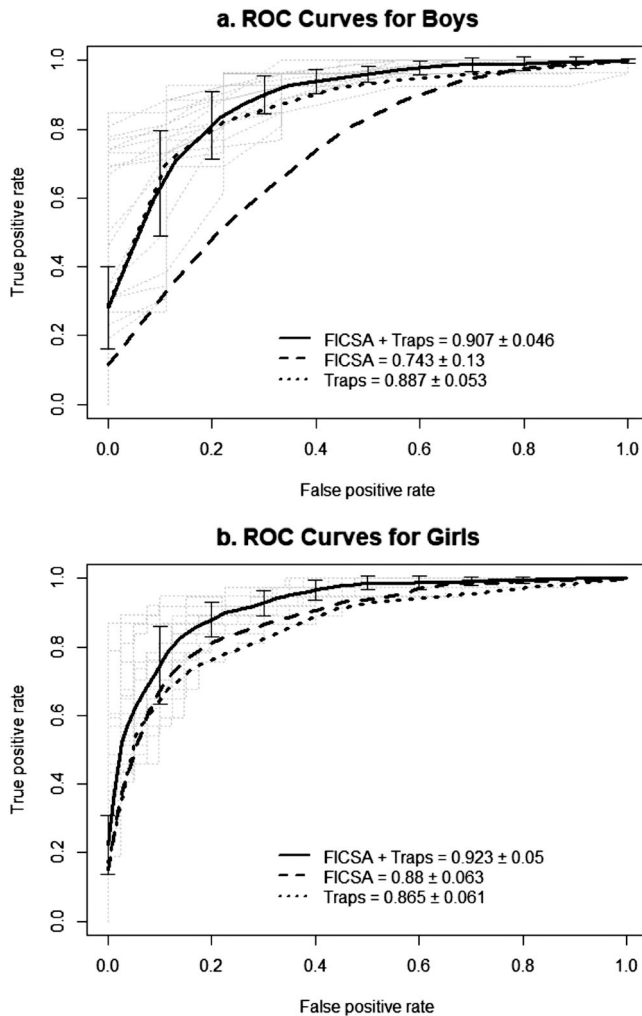 a. ROC Curves for Boys
True positive rate
1.0
0.8
0.6
0.4
0.2
0.0
FICSA + Traps = 0.907 ± 0.046
FICSA = 0.743 ± 0.13
Traps = 0.887 ± 0.053
0.0 0.2 0.4 0.6 0.8 1.0
False positive rate
b. ROC Curves for Girls
True positive rate
1.0
0.8
0.6
0.4
0.2
0.0
FICSA + Traps = 0.923 ± 0.05
FICSA = 0.88 ± 0.063
Traps = 0.865 ± 0.061
0.0 0.2 0.4 0.6 0.8 1.0
False positive rate